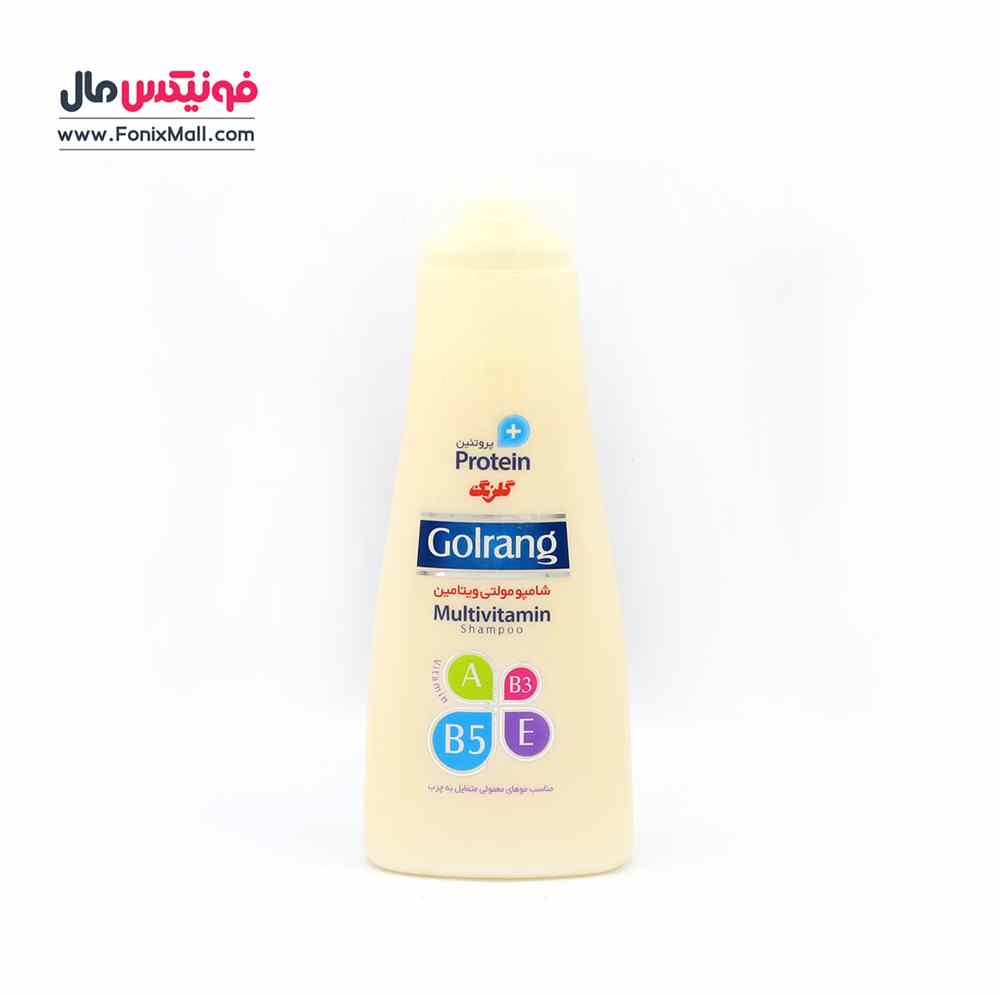 فونیکس مال
www.FonixMall.com
+
پروتئین
Protein
گلرنگ
Golrang
شامپو مولتی ویتامین
Multivitamin
Shampoo
Vitamin
A
B3
B5
E
مناسب موهای معمولی متمایل به چرب